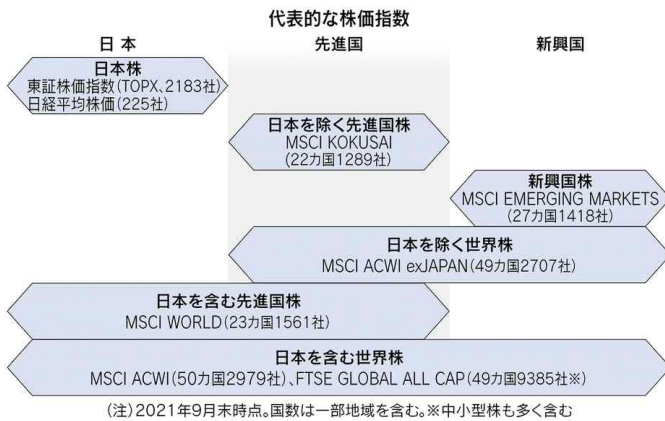 代表的な株価指数
日本
先進国
新興国
日本株
東証株価指数(TOPX、2183社)
日経平均株価(225社)
日本を除く先進国株
MSCI KOKUSAI
(22カ国1289社)
新興国株
MSCI EMERGING MARKETS
(27カ国1418社)
日本を除く世界株
MSCI ACWI exJAPAN(49カ国2707社)
日本を含む先進国株
MSCI WORLD(23カ国1561社)
日本を含む世界株
MSCI ACWI(50カ国2979社)、FTSE GLOBAL ALL CAP(49カ国9385社※)
(注)2021年9月末時点。国数は一部地域を含む。※中小型株も多く含む